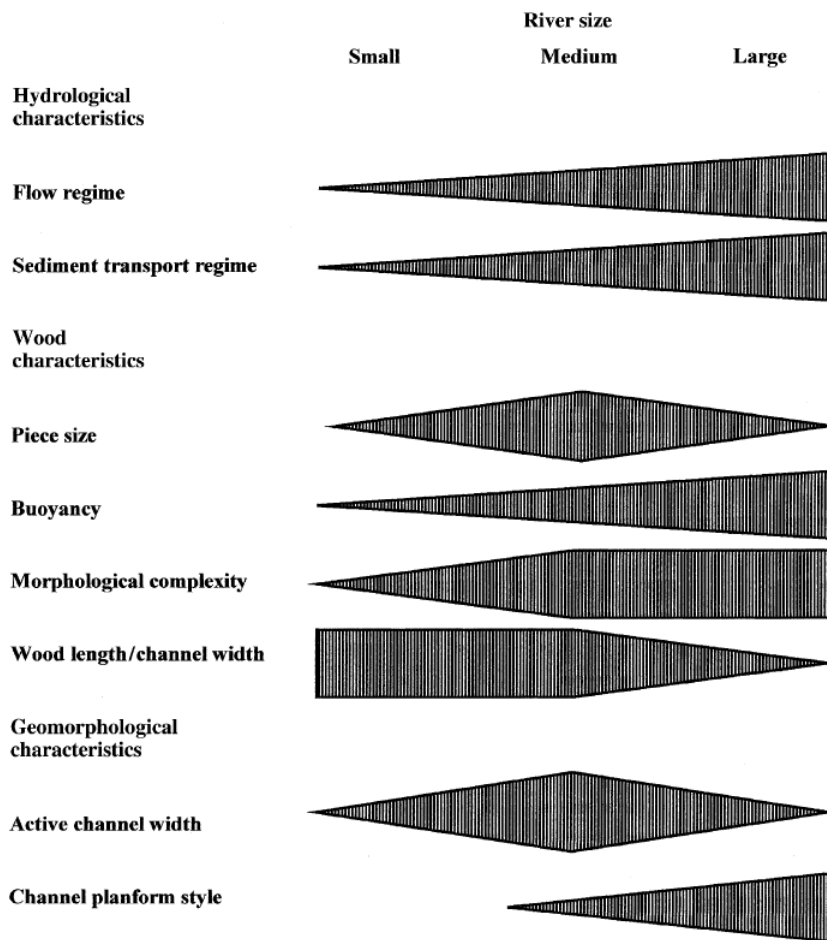 River size
Small Medium Large
Hydrological
characteristics
Flow regime
Sediment transport regime
Wood
characteristics
Piece size
Buoyancy
Morphological complexity
Wood length/channel width
Geomorphological
characteristics
Active channel width
Channel planform style